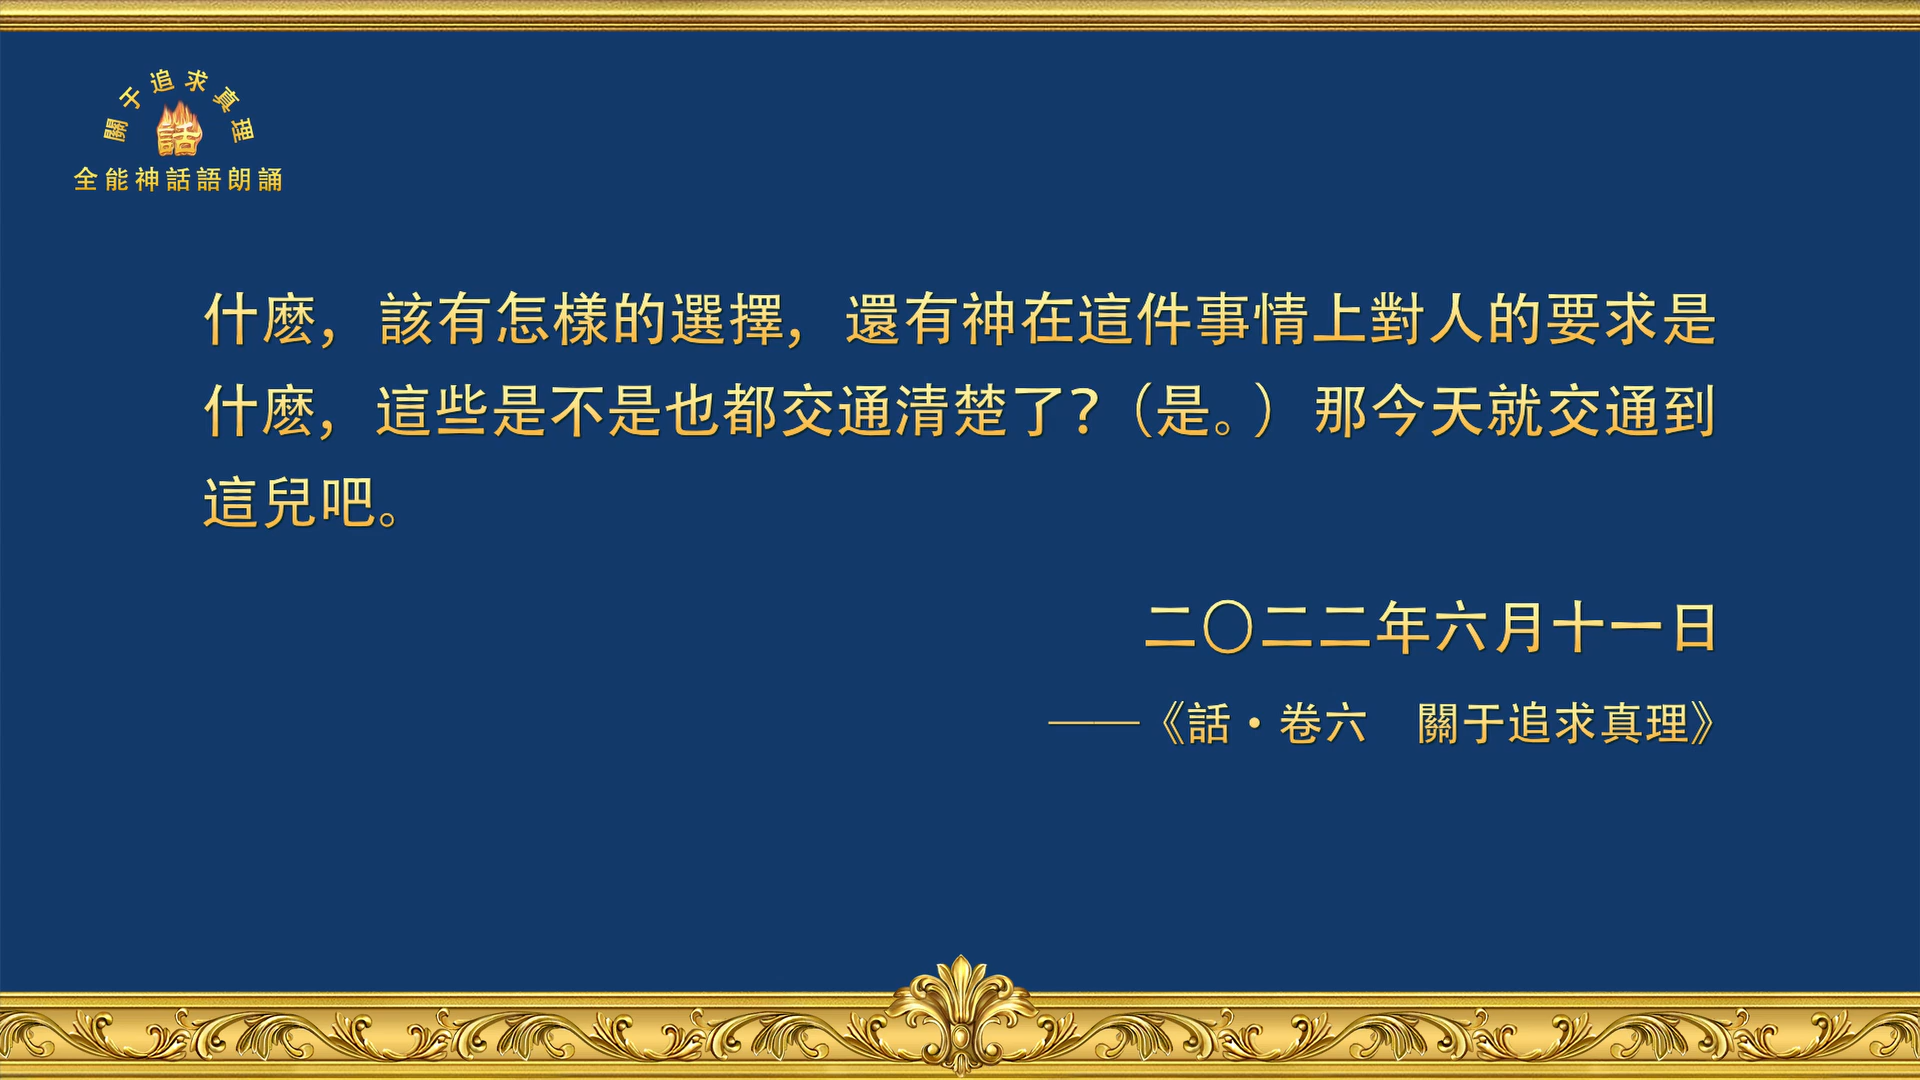 關于追求真理
話
全能神話語朗誦
什麽，該有怎樣的選擇，還有神在這件事情上對人的要求是
什麽，這些是不是也都交通清楚了？（是。）那今天就交通到
這兒吧。
二〇二二年六月十一日
——《話・卷六　關于追求真理》